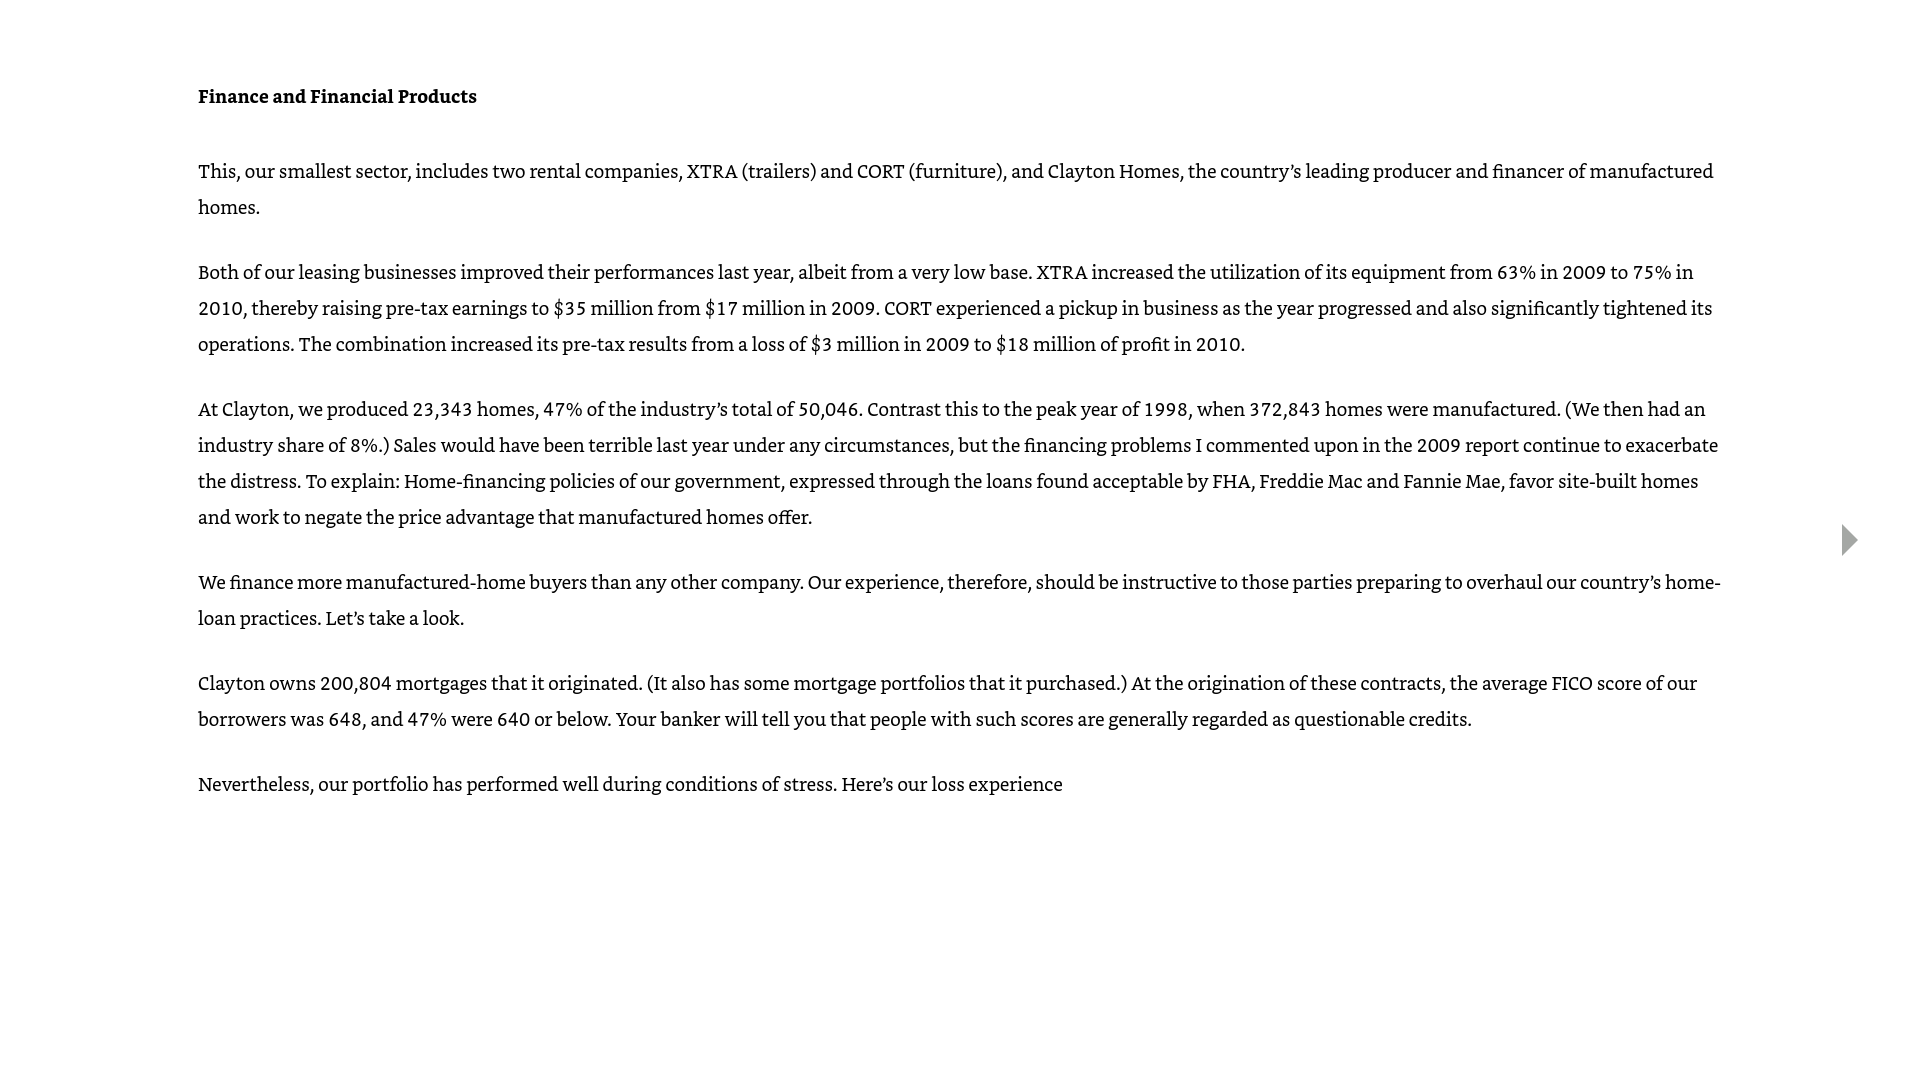 Finance and Financial Products
This, our smallest sector, includes two rental companies, XTRA (trailers) and CORT (furniture), and Clayton Homes, the country’s leading producer and financer of manufactured
homes.
Both of our leasing businesses improved their performances last year, albeit from a very low base. XTRA increased the utilization of its equipment from 63% in 2009 to 75% in
2010, thereby raising pre-tax earnings to $35 million from $17 million in 2009. CORT experienced a pickup in business as the year progressed and also significantly tightened its
operations. The combination increased its pre-tax results from a loss of $3 million in 2009 to $18 million of profit in 2010.
At Clayton, we produced 23,343 homes, 47% of the industry’s total of 50,046. Contrast this to the peak year of 1998, when 372,843 homes were manufactured. (We then had an
industry share of 8%.) Sales would have been terrible last year under any circumstances, but the financing problems I commented upon in the 2009 report continue to exacerbate
the distress. To explain: Home-financing policies of our government, expressed through the loans found acceptable by FHA, Freddie Mac and Fannie Mae, favor site-built homes
and work to negate the price advantage that manufactured homes offer.
We finance more manufactured-home buyers than any other company. Our experience, therefore, should be instructive to those parties preparing to overhaul our country’s home-
loan practices. Let’s take a look.
Clayton owns 200,804 mortgages that it originated. (It also has some mortgage portfolios that it purchased.) At the origination of these contracts, the average FICO score of our
borrowers was 648, and 47% were 640 or below. Your banker will tell you that people with such scores are generally regarded as questionable credits.
Nevertheless, our portfolio has performed well during conditions of stress. Here’s our loss experience